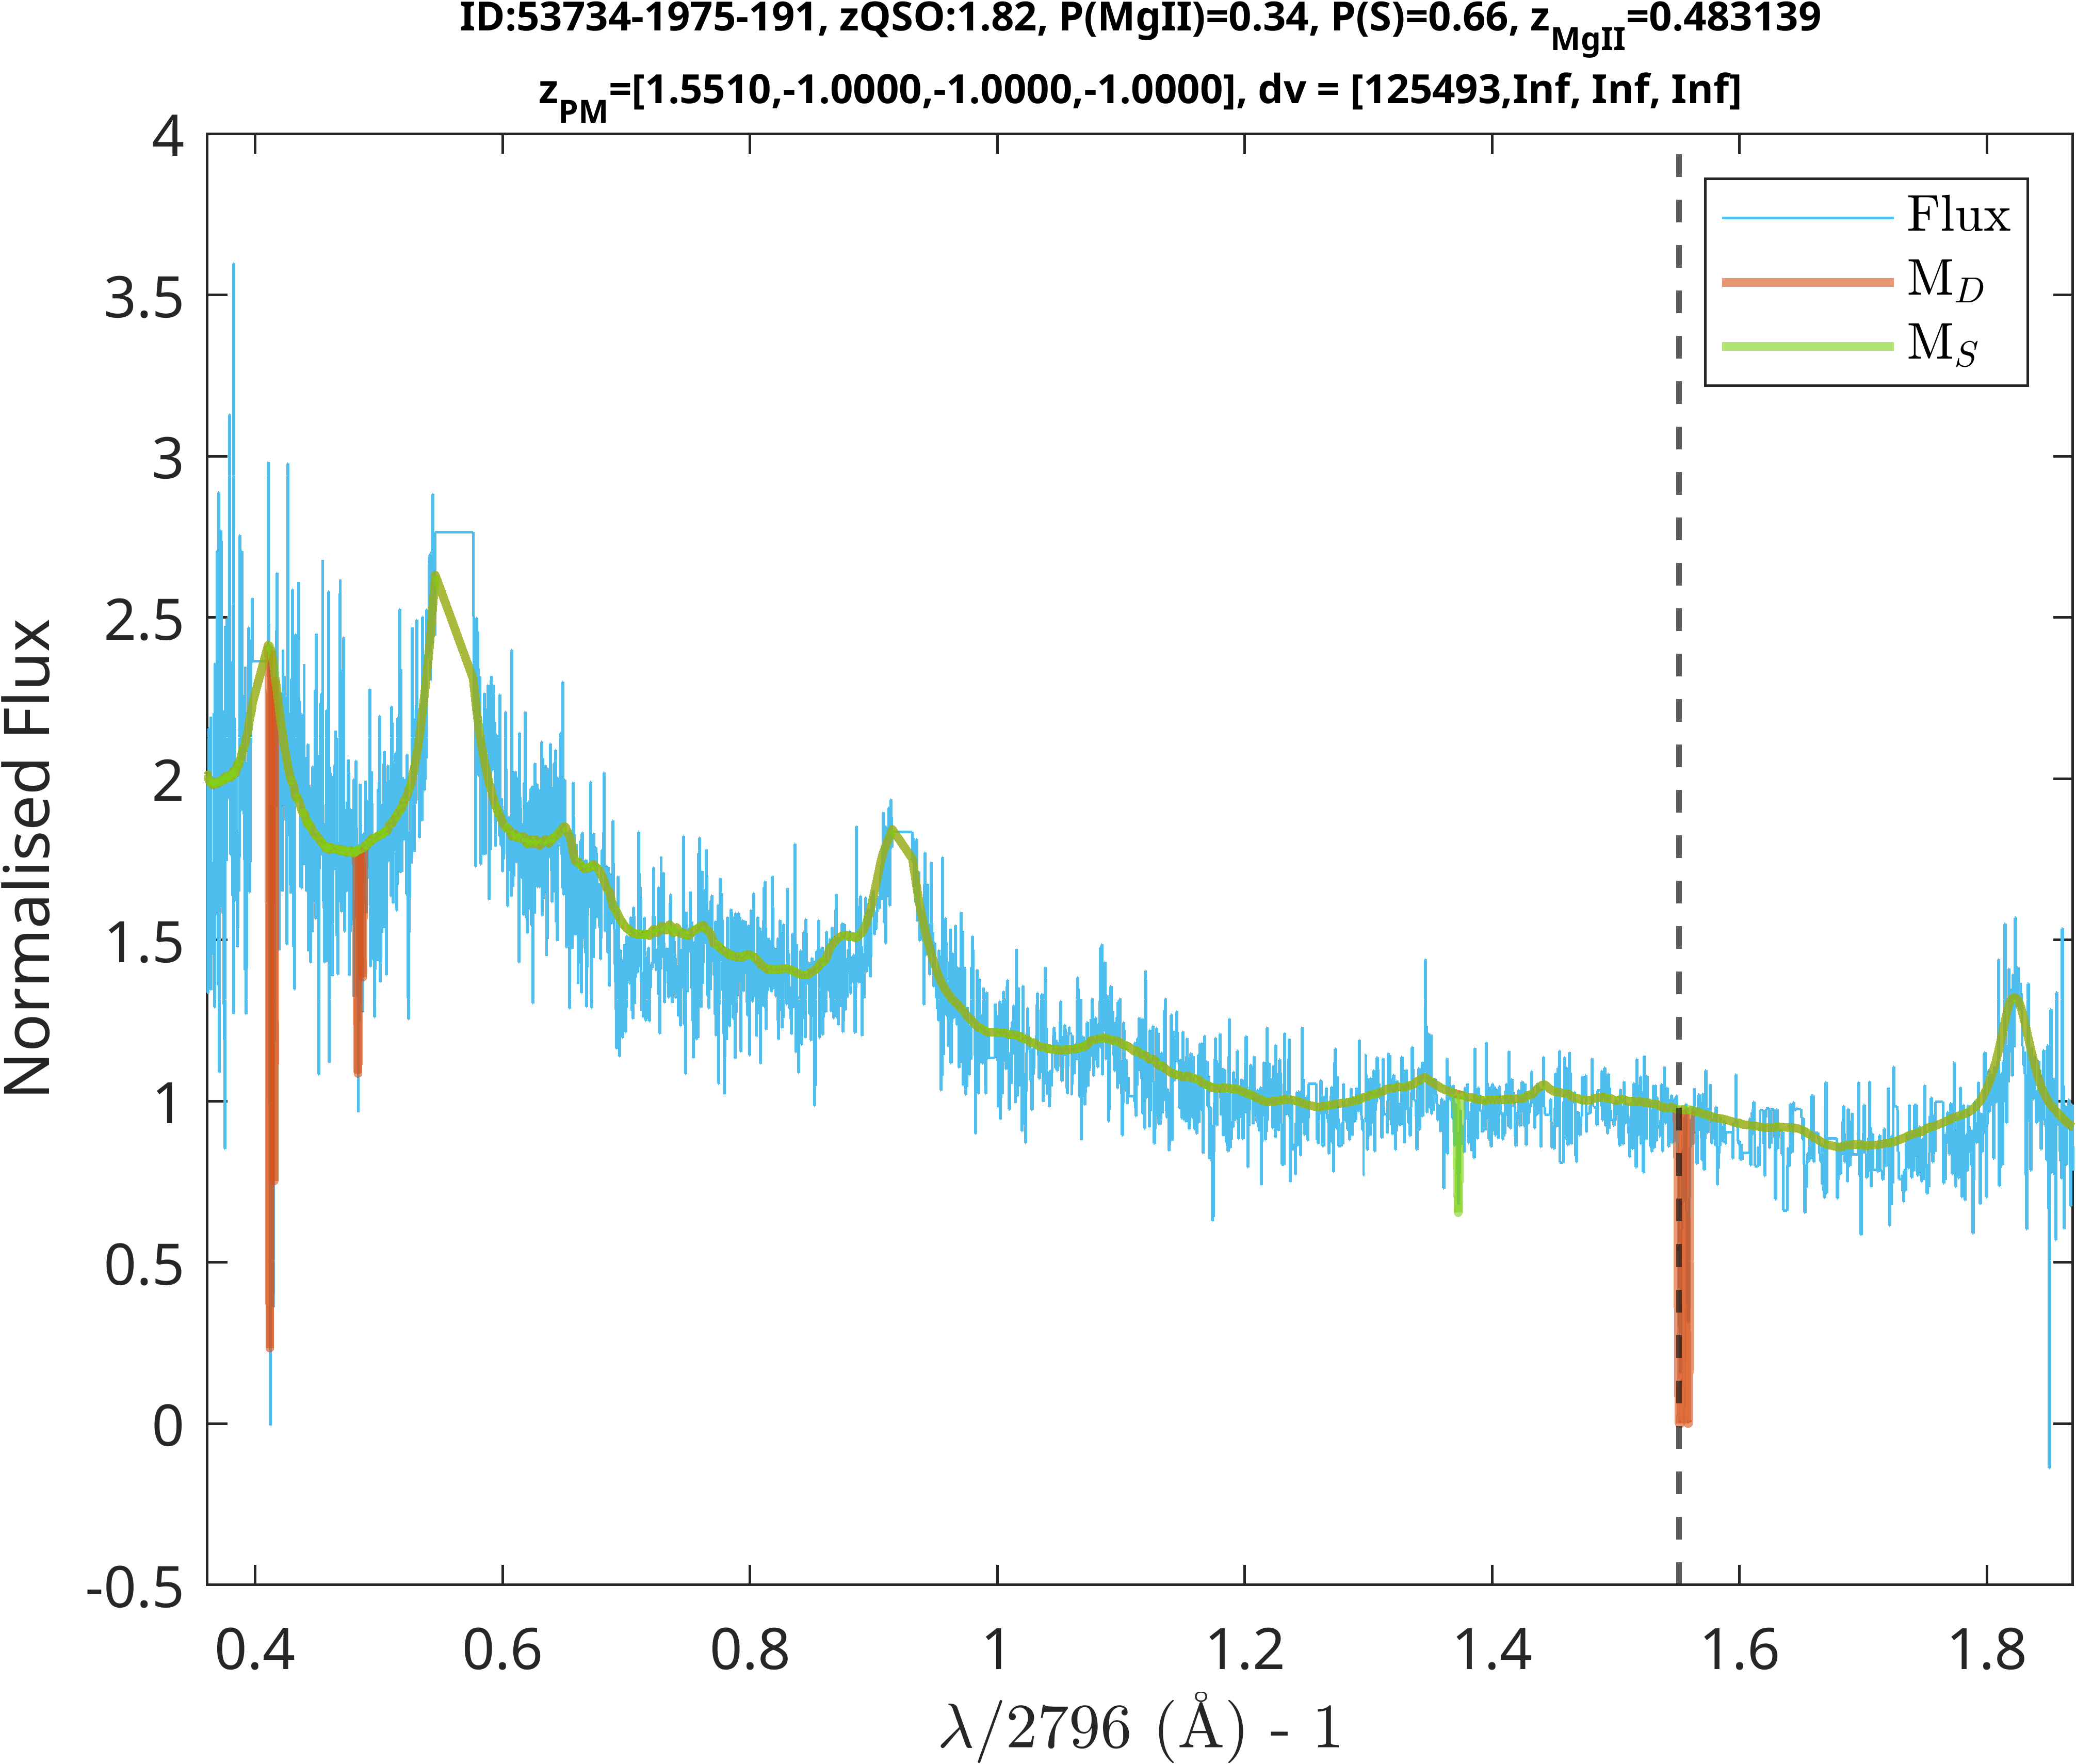 ID:53734-1975-191, zQSO:1.82, P(MgII)=0.34, P(S)=0.66, zMgII=0.483139
zPM=[1.5510,-1.0000,-1.0000,-1.0000], dv = [125493,Inf, Inf, Inf]
4
3.5
3
2.5
2
1.5
1
0.5
0
-0.5
Normalised Flux
Flux
MD
MS
0.4 0.6 0.8 1 1.2 1.4 1.6 1.8
λ/2796 (Å) - 1